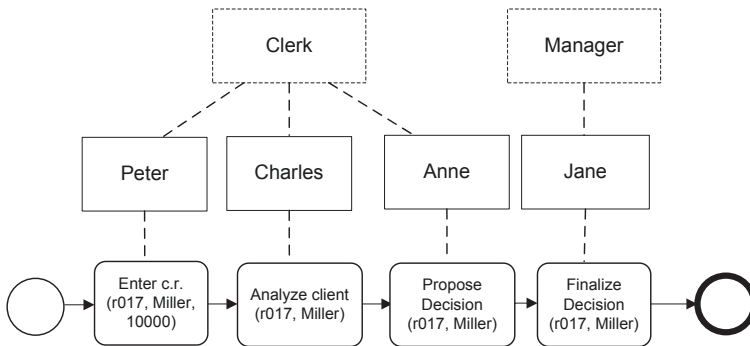 Clerk
Manager
Peter
Charles
Anne
Jane
Enter c.r.
(r017, Miller,
10000)
Analyze client
(r017, Miller)
Propose
Decision
(r017, Miller)
Finalize
Decision
(r017, Miller)